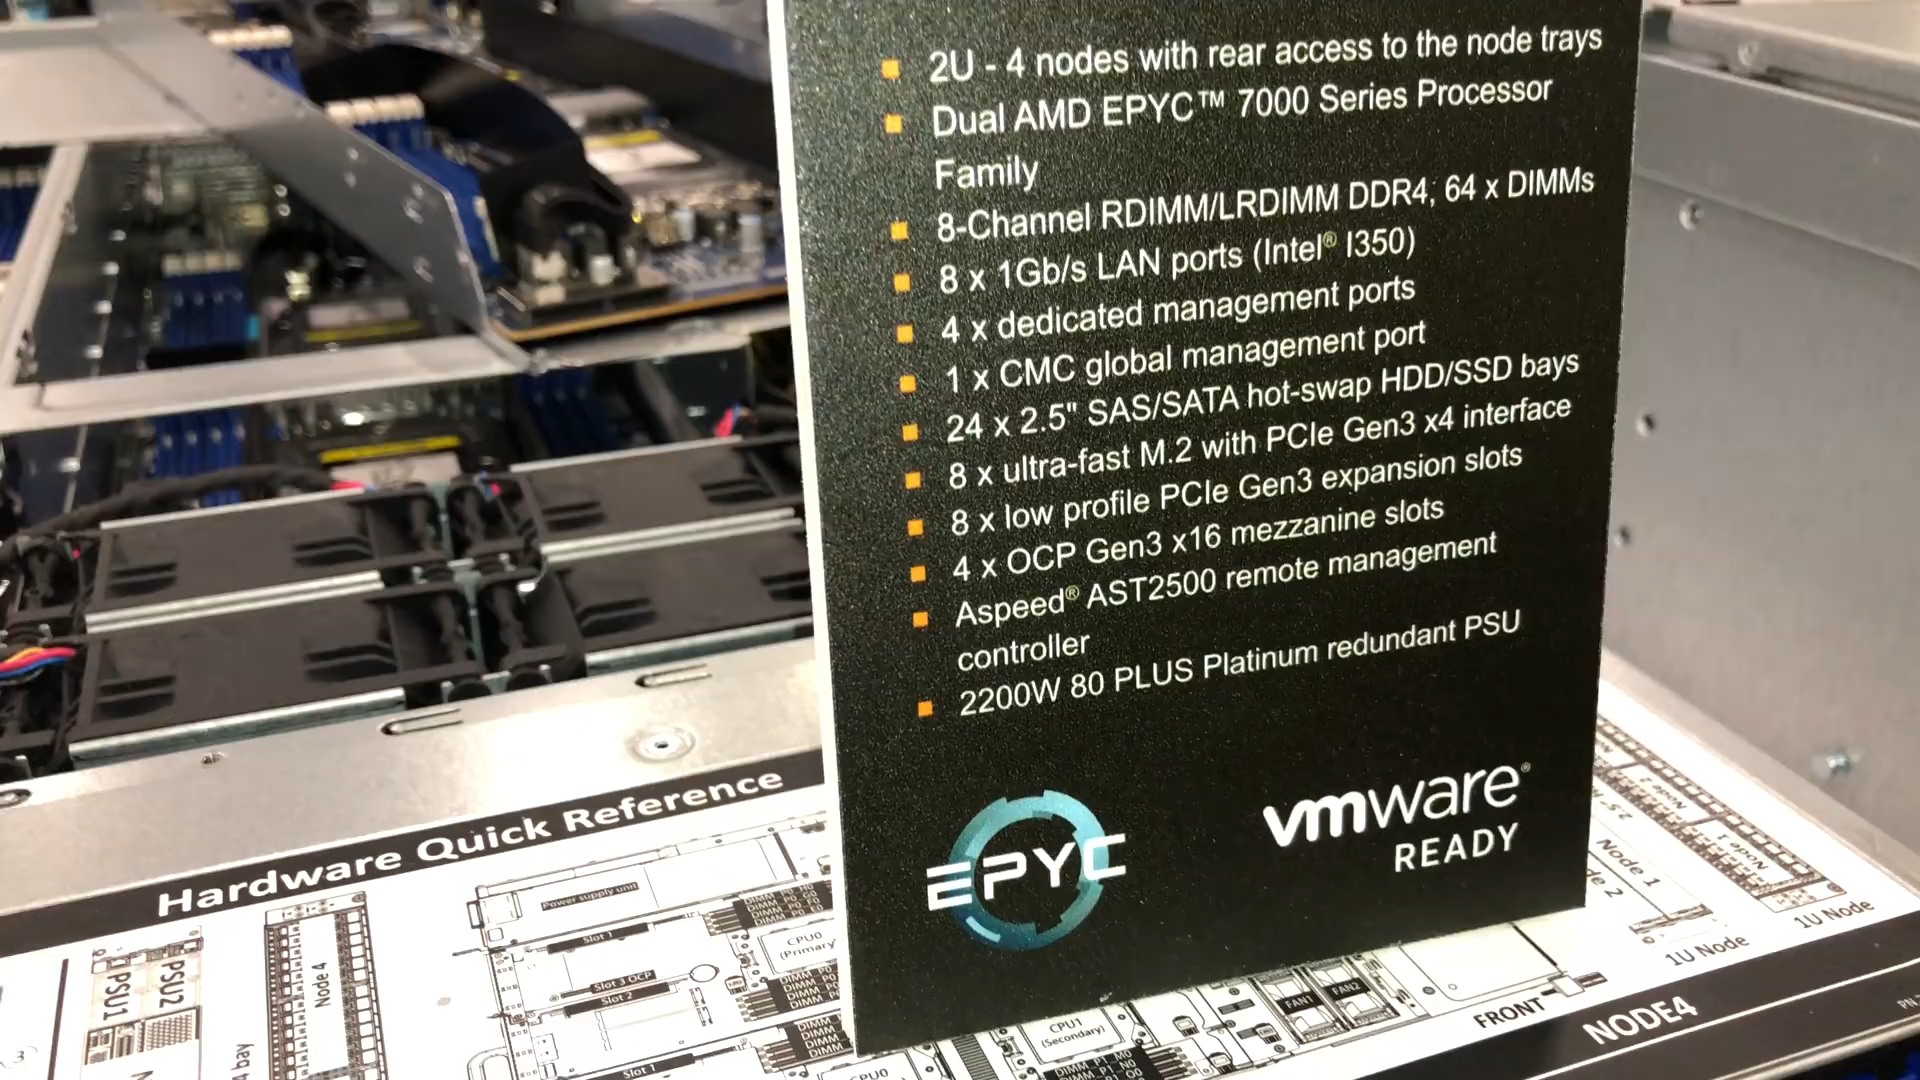 2U - 4 nodes with rear access to the node trays
Dual AMD EPYC™ 7000 Series Processor
Family
8-Channel RDIMM/LRDIMM DDR4, 64 x DIMMs
8 x 1Gb/s LAN ports (Intel® I350)
4 x dedicated management ports
1 x CMC global management port
24 x 2.5" SAS/SATA hot-swap HDD/SSD bays
8 x ultra-fast M.2 with PCIe Gen3 x4 interface
8 x low profile PCIe Gen3 expansion slots
4 x OCP Gen3 x16 mezzanine slots
Aspeed® AST2500 remote management
controller
2200W 80 PLUS Platinum redundant PSU
EPYC
vmware®
READY
Hardware Quick Reference
PSU1
PSU2
Node 4
bay
Power supply unit
Slot 1
Slot 3 OCP
Slot 2
Slot 1
CPU0
(Primary
CPU1
(Secondary)
CPU0
FAN1
FAN2
FRONT
NODE4
Node 1
1U Node
1U Node